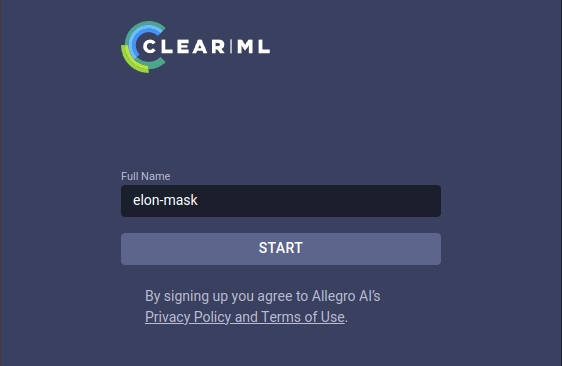 CLEAR|ML
Full Name
elon-mask
START
By signing up you agree to Allegro AI's
Privacy Policy and Terms of Use.